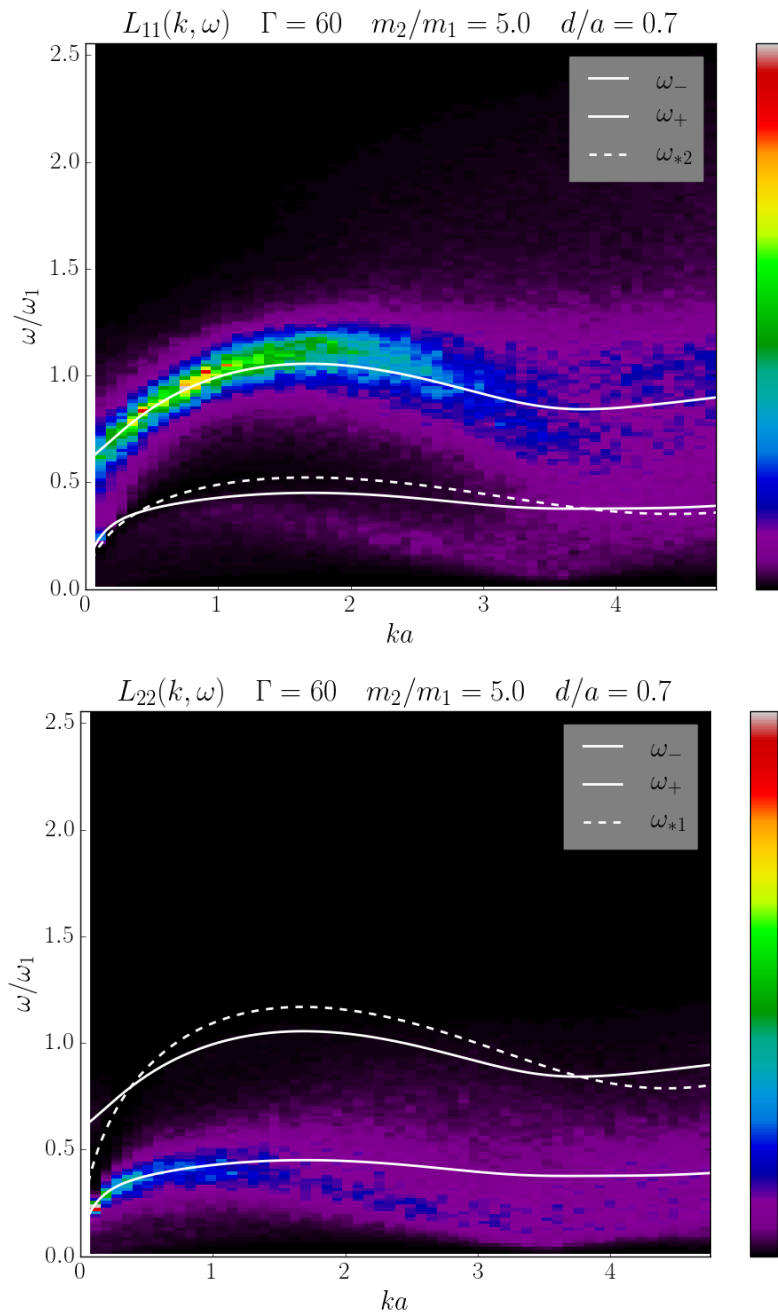 L₁₁(k, ω) Γ = 60 m₂/m₁ = 5.0 d/a = 0.7
2.5
ω₋
ω₊
ω∗₂
2.0
1.5
ω/ω₁
1.0
0.5
0.0
0 1 2 3 4
ka
L₂₂(k, ω) Γ = 60 m₂/m₁ = 5.0 d/a = 0.7
2.5
ω₋
ω₊
ω∗₁
2.0
1.5
ω/ω₁
1.0
0.5
0.0
0 1 2 3 4
ka